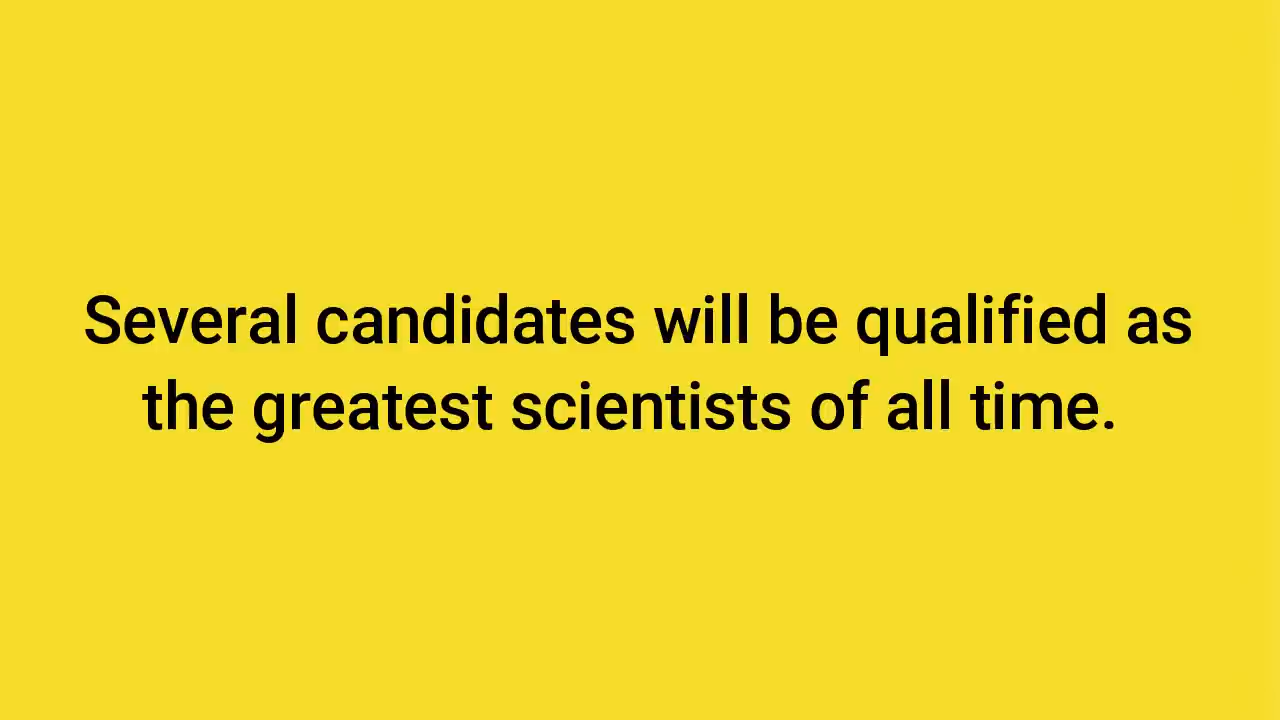 Several candidates will be qualified as
the greatest scientists of all time.